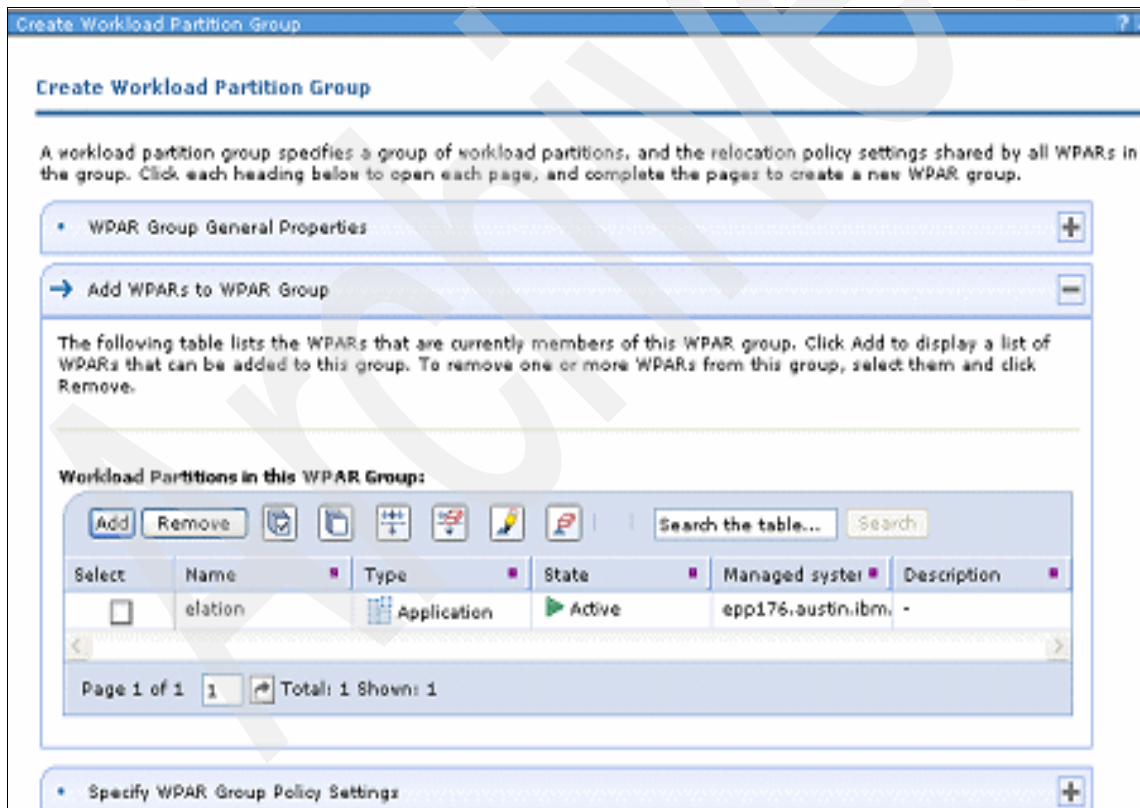 Create Workload Partition Group
?
Create Workload Partition Group
A workload partition group specifies a group of workload partitions, and the relocation policy settings shared by all WPARs in
the group. Click each heading below to open each page, and complete the pages to create a new WPAR group.
WPAR Group General Properties
Add WPARs to WPAR Group
The following table lists the WPARs that are currently members of this WPAR group. Click Add to display a list of
WPARs that can be added to this group. To remove one or more WPARs from this group, select them and click
Remove.
Workload Partitions in this WPAR Group:
Add Remove Search the table... Search
Select Name Type State Managed syster Description
elation Application Active epp176.austin.ibm. -
Page 1 of 1 1 Total: 1 Shown: 1
Specify WPAR Group Policy Settings